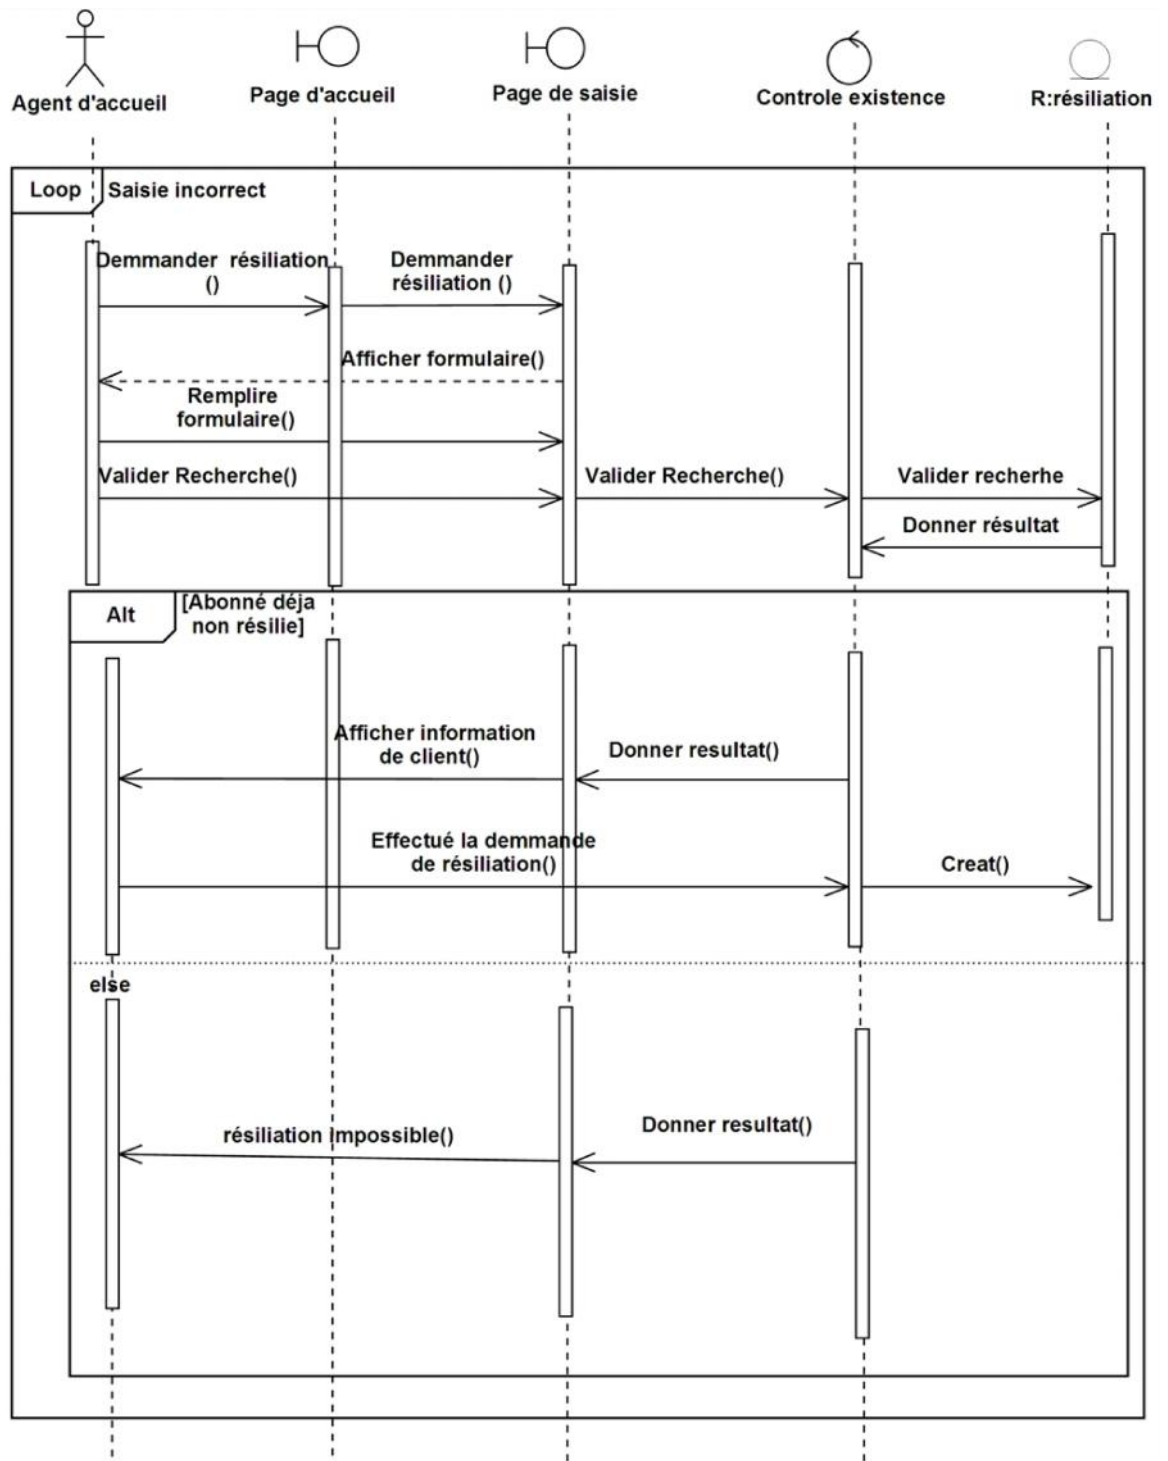 Agent d'accueil
Page d'accueil
Page de saisie
Controle existence
R:résiliation
Loop
Saisie incorrect
Demmander résiliation
()
Demmander
résiliation ()
Afficher formulaire()
Remplire
formulaire()
Valider Recherche()
Valider Recherche()
Valider recherhe
Donner résultat
Alt
[Abonné déja
non résilie]
Afficher information
de client()
Donner resultat()
Effectué la demmande
de résiliation()
Creat()
else
résiliation impossible()
Donner resultat()